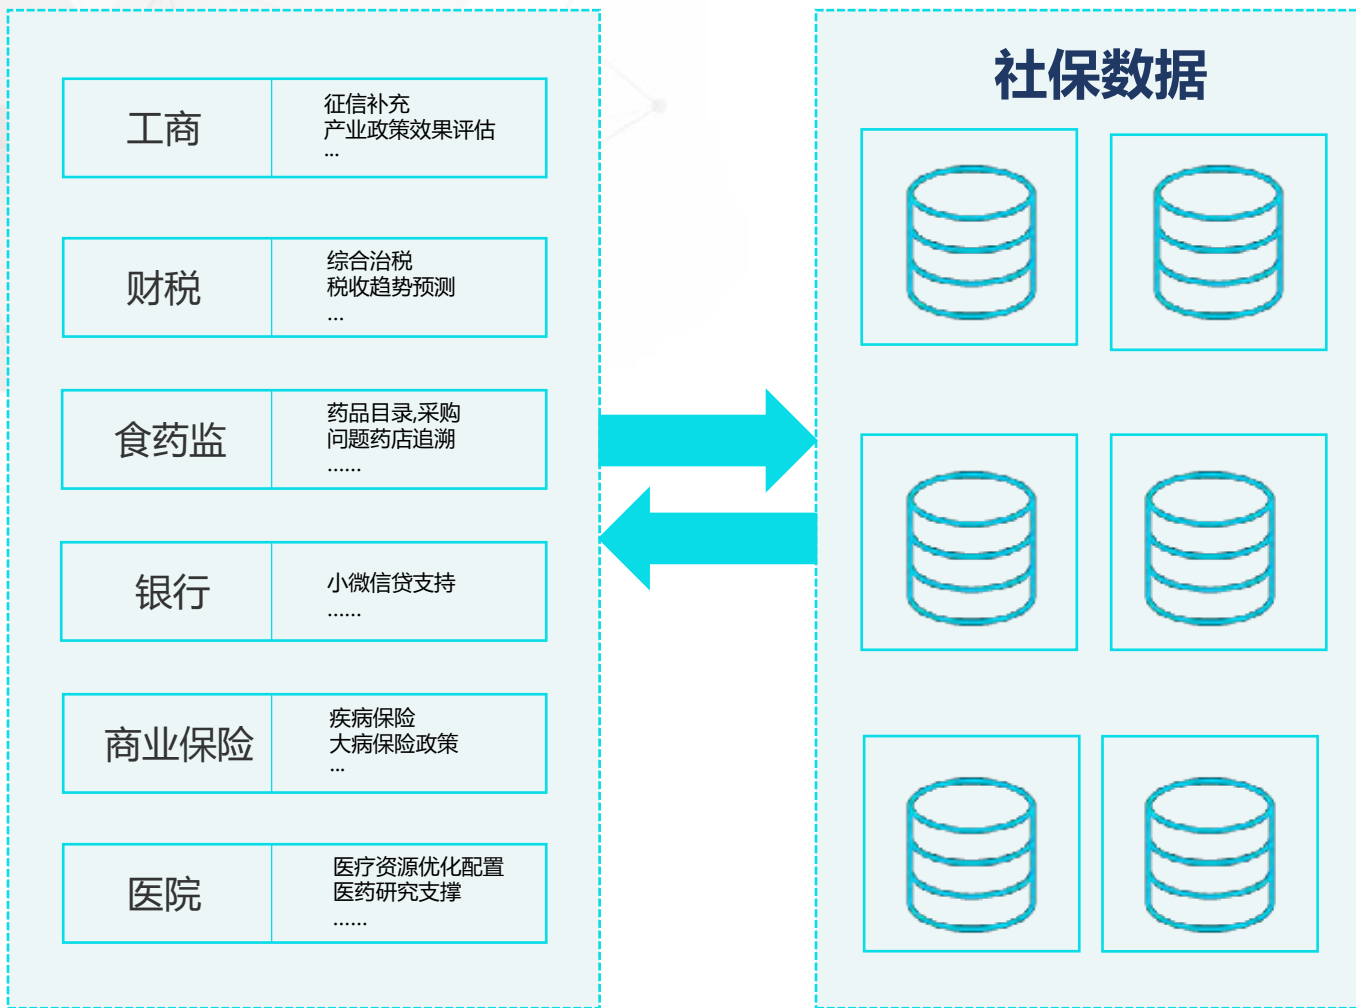 工商
征信补充
产业政策效果评估
...
财税
综合治税
税收趋势预测
...
食药监
药品目录,采购
问题药店追溯
......
银行
小微信贷支持
......
商业保险
疾病保险
大病保险政策
...
医院
医疗资源优化配置
医药研究支撑
......
社保数据